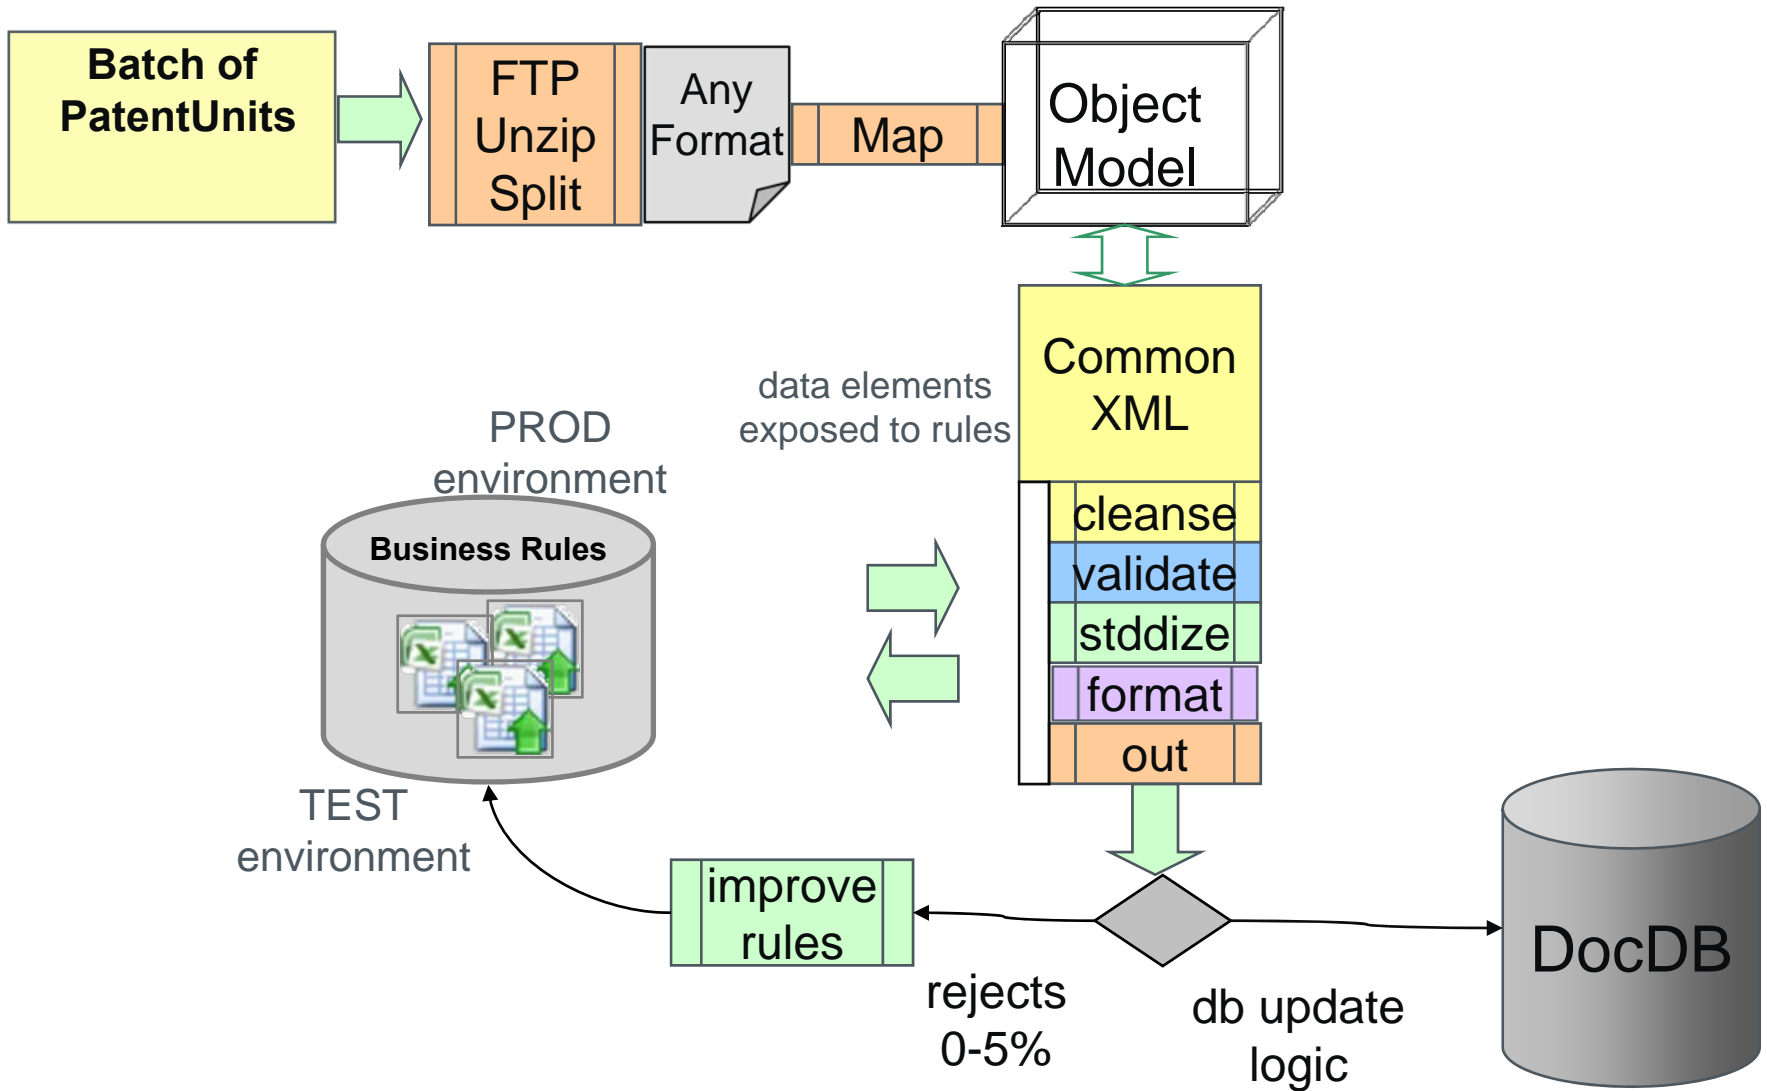 Batch of
PatentUnits
FTP
Unzip
Split
Any
Format
Map
Object
Model
Common
XML
data elements
exposed to rules
PROD
environment
Business Rules
cleanse
validate
stddize
format
out
TEST
environment
improve
rules
rejects
0-5%
db update
logic
DocDB